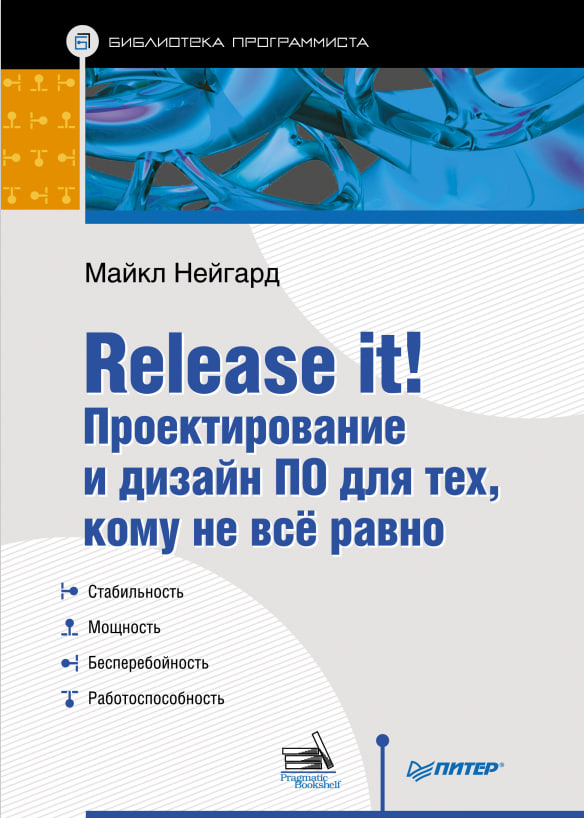 БИБЛИОТЕКА ПРОГРАММИСТА
Майкл Нейгард
Release it!
Проектирование
и дизайн ПО для тех,
кому не всё равно
Стабильность
Мощность
Бесперебойность
Работоспособность
Pragmatic
Bookshelf
ПИТЕР®